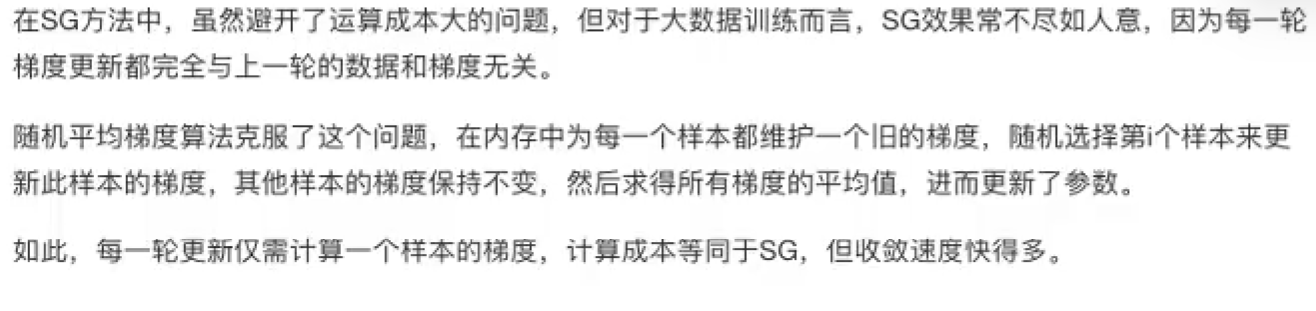 在SG方法中，虽然避开了运算成本大的问题，但对于大数据训练而言，SG效果常不尽如人意，因为每一轮
梯度更新都完全与上一轮的数据和梯度无关。
随机平均梯度算法克服了这个问题，在内存中为每一个样本都维护一个旧的梯度，随机选择第i个样本来更
新此样本的梯度，其他样本的梯度保持不变，然后求得所有梯度的平均值，进而更新了参数。
如此，每一轮更新仅需计算一个样本的梯度，计算成本等同于SG，但收敛速度快得多。